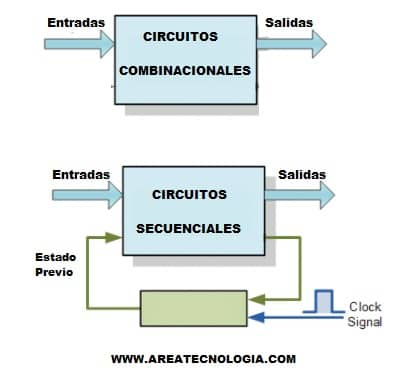 Entradas
Salidas
CIRCUITOS
COMBINACIONALES
Entradas
Salidas
CIRCUITOS
SECUENCIALES
Estado
Previo
Clock
Signal
WWW.AREATECNOLOGIA.COM